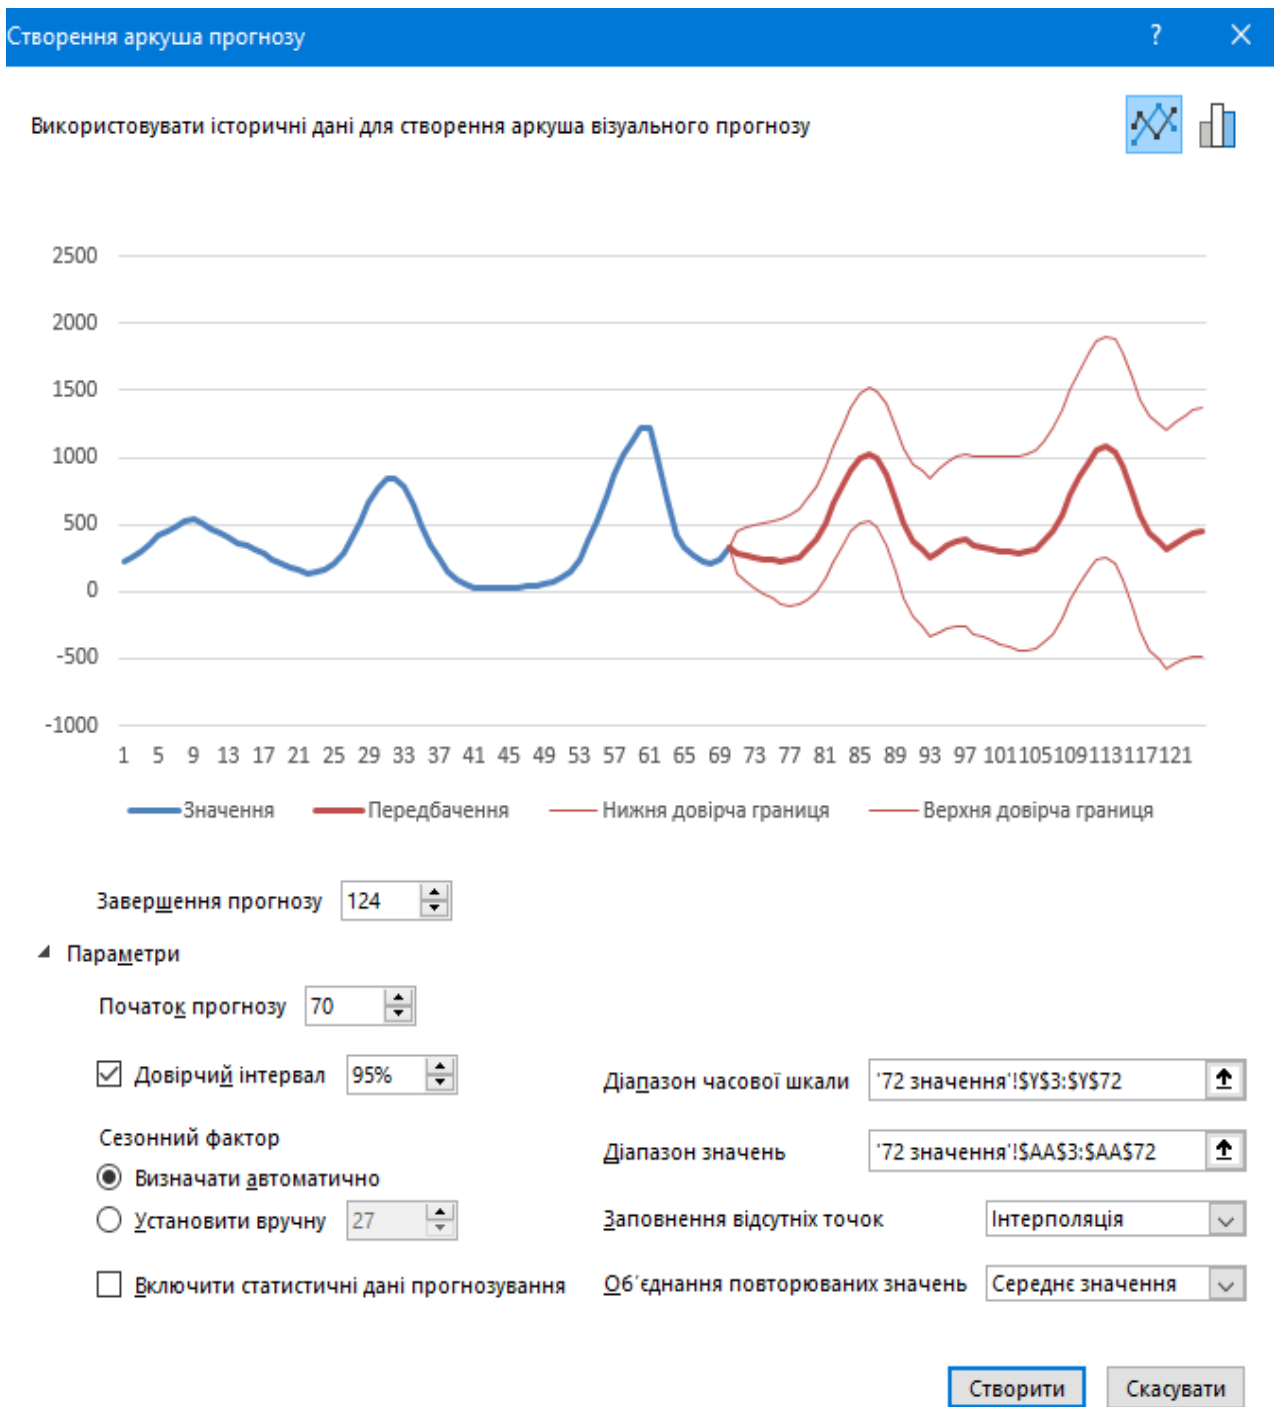 Створення аркуша прогнозу ? ×
Використовувати історичні дані для створення аркуша візуального прогнозу
2500
2000
1500
1000
500
0
-500
-1000
1 5 9 13 17 21 25 29 33 37 41 45 49 53 57 61 65 69 73 77 81 85 89 93 97 101105109113117121
Значення Передбачення Нижня довірча границя Верхня довірча границя
Завершення прогнозу 124
Параметри
Початок прогнозу 70
Довірчий інтервал 95%
Діапазон часової шкали '72 значення'!$Y$3:$Y$72
Сезонний фактор
Діапазон значень '72 значення'!$AA$3:$AA$72
Визначати автоматично
Установити вручну 27
Заповнення відсутніх точок Інтерполяція
Включити статистичні дані прогнозування
Об'єднання повторюваних значень Середнє значення
Створити Скасувати